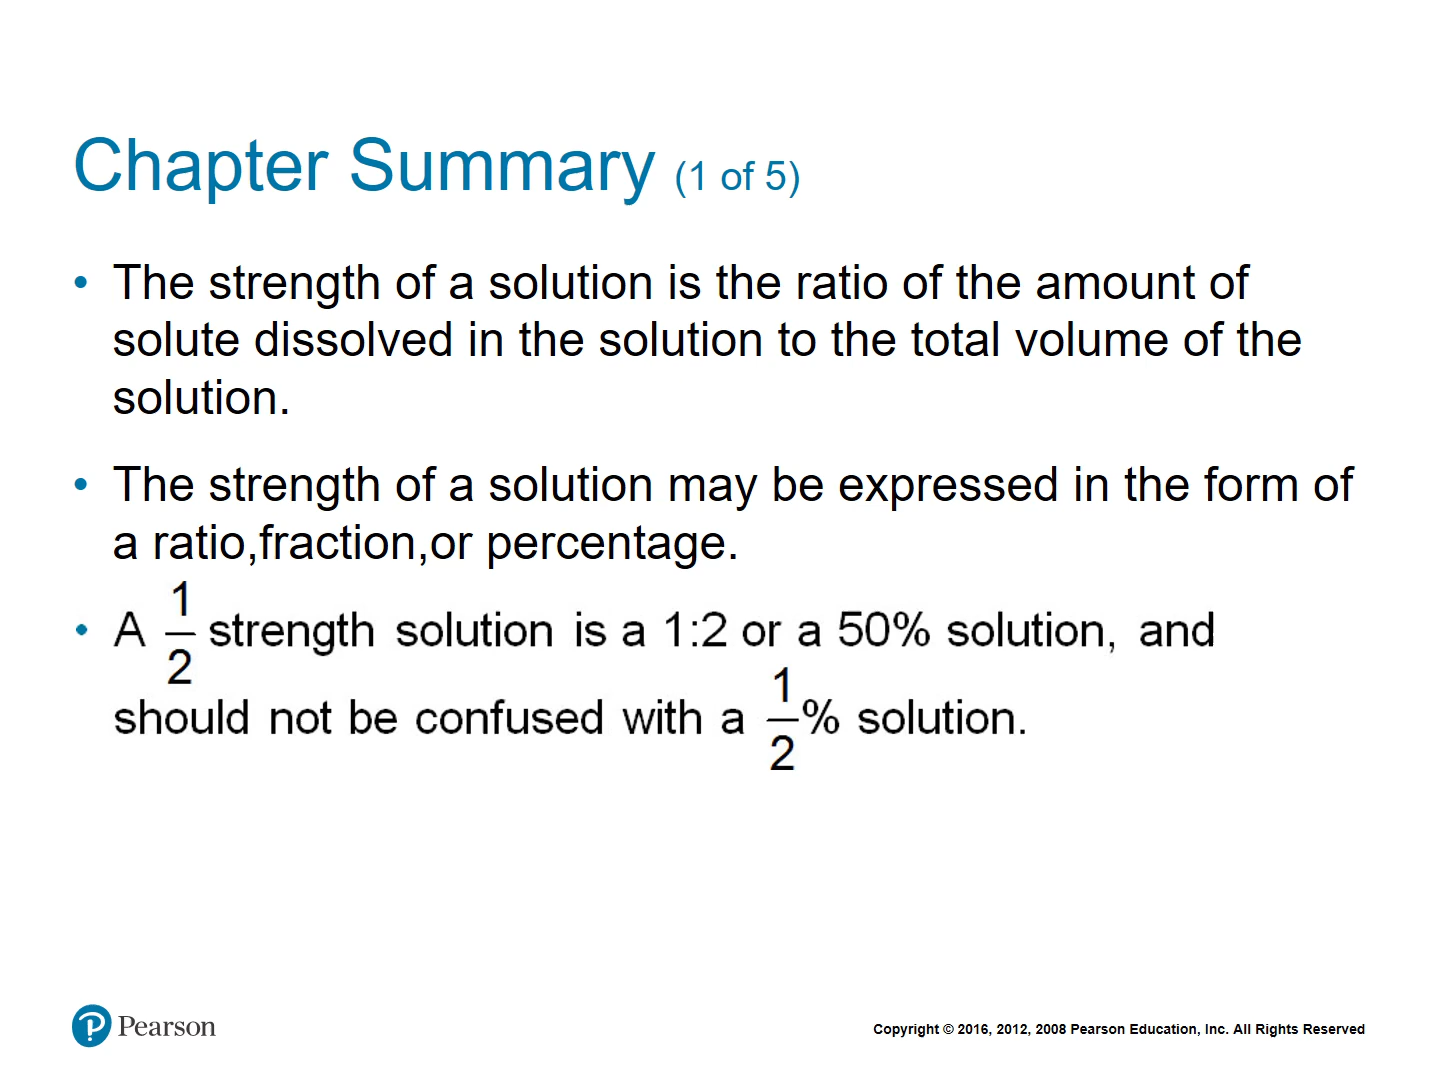 Chapter Summary (1 of 5)
• The strength of a solution is the ratio of the amount of
solute dissolved in the solution to the total volume of the
solution.
• The strength of a solution may be expressed in the form of
a ratio,fraction,or percentage.
• A 1/2 strength solution is a 1:2 or a 50% solution, and
should not be confused with a 1/2% solution.
Pearson
Copyright © 2016, 2012, 2008 Pearson Education, Inc. All Rights Reserved